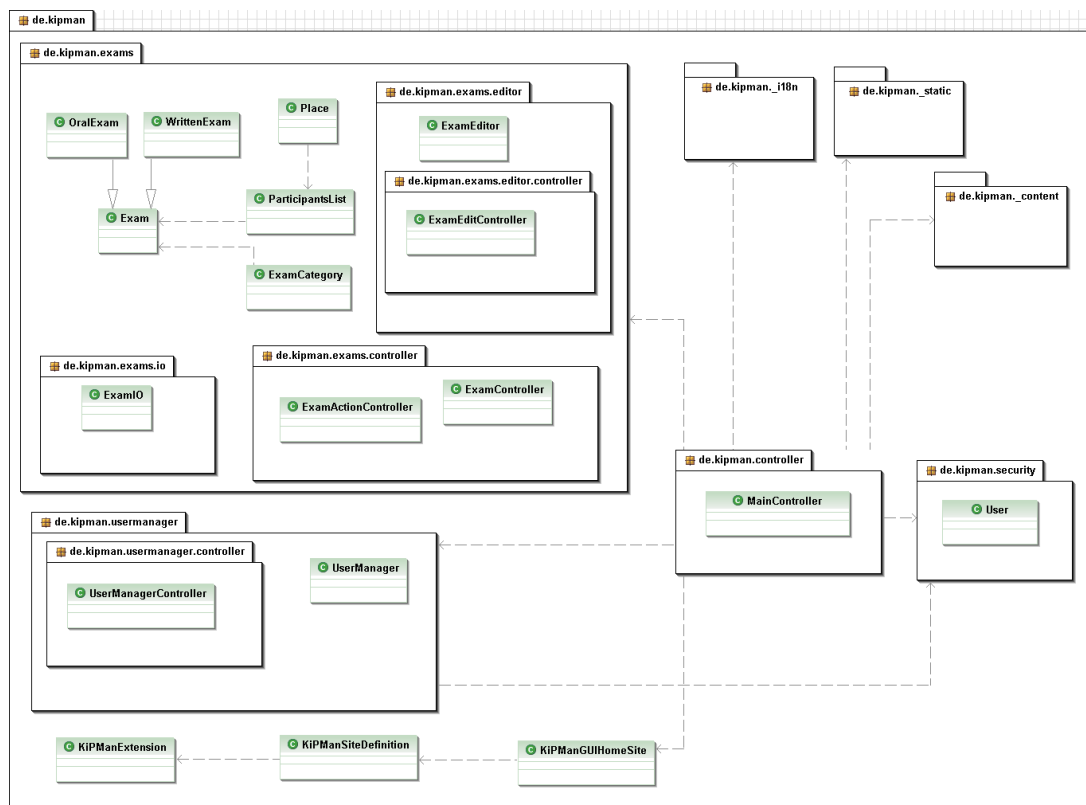 de.kipman
de.kipman.exams
OralExam
WrittenExam
Place
Exam
ParticipantsList
ExamCategory
de.kipman.exams.editor
ExamEditor
de.kipman.exams.editor.controller
ExamEditController
de.kipman.exams.io
ExamIO
de.kipman.exams.controller
ExamActionController
ExamController
de.kipman._i18n
de.kipman._static
de.kipman._content
de.kipman.controller
MainController
de.kipman.security
User
de.kipman.usermanager
de.kipman.usermanager.controller
UserManagerController
UserManager
KiPManExtension
KiPManSiteDefinition
KiPManGUIHomeSite